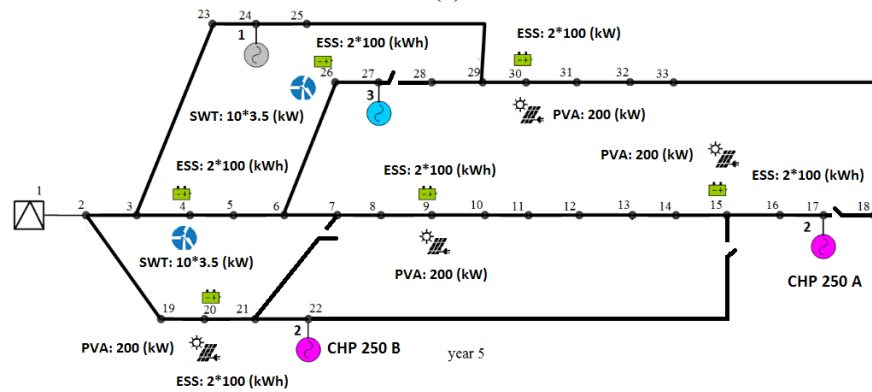 23 24 25
1
ESS: 2*100 (kWh)
ESS: 2*100 (kWh)
26 27 28 29 30 31 32 33
3
SWT: 10*3.5 (kW)
PVA: 200 (kW)
PVA: 200 (kW)
ESS: 2*100 (kWh)
ESS: 2*100 (kWh)
ESS: 2*100 (kWh)
1 2 3 4 5 6 7 8 9 10 11 12 13 14 15 16 17 18
2
SWT: 10*3.5 (kW)
PVA: 200 (kW)
CHP 250 A
19 20 21 22
2
PVA: 200 (kW)
CHP 250 B
year 5
ESS: 2*100 (kWh)